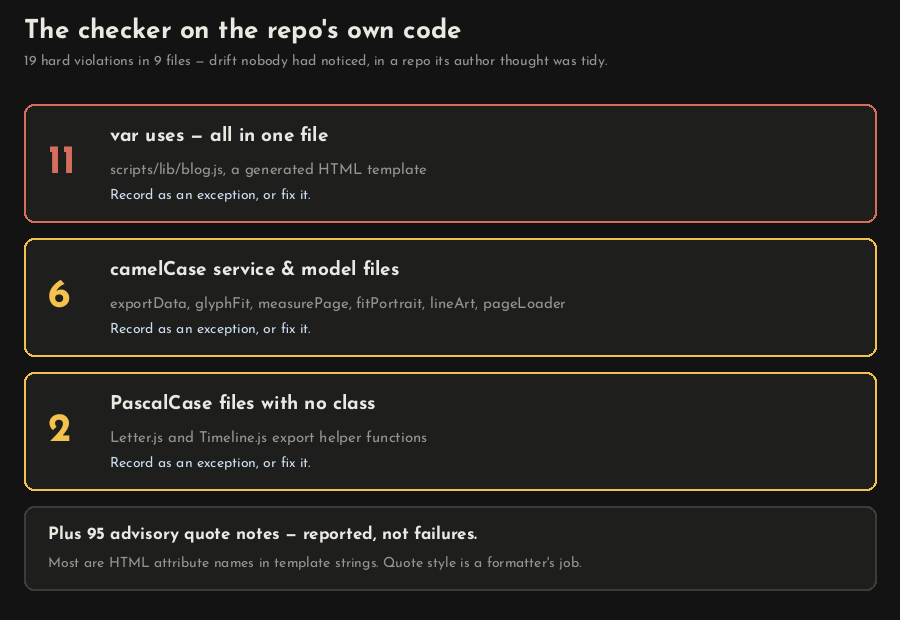 The checker on the repo's own code
19 hard violations in 9 files — drift nobody had noticed, in a repo its author thought was tidy.
11
var uses — all in one file
scripts/lib/blog.js, a generated HTML template
Record as an exception, or fix it.
6
camelCase service & model files
exportData, glyphFit, measurePage, fitPortrait, lineArt, pageLoader
Record as an exception, or fix it.
2
PascalCase files with no class
Letter.js and Timeline.js export helper functions
Record as an exception, or fix it.
Plus 95 advisory quote notes — reported, not failures.
Most are HTML attribute names in template strings. Quote style is a formatter's job.